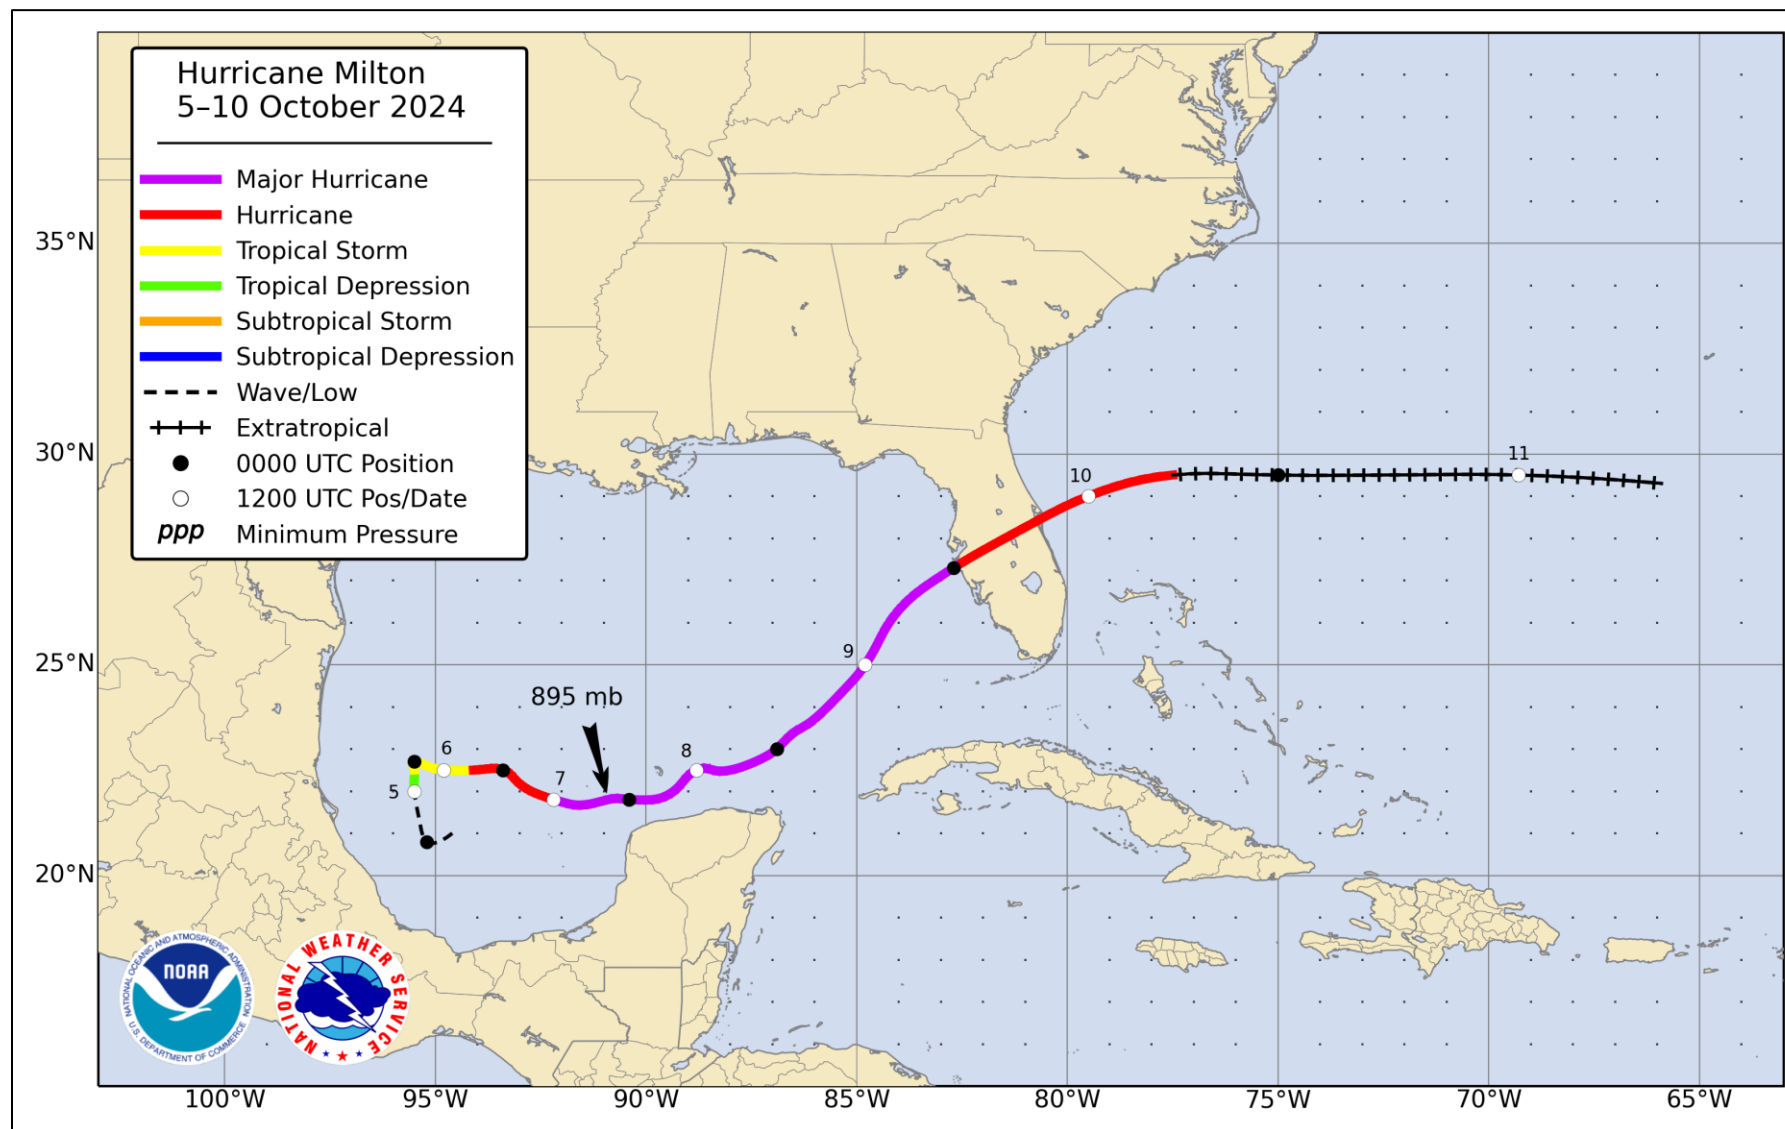 Hurricane Milton
5–10 October 2024
Major Hurricane
Hurricane
Tropical Storm
Tropical Depression
Subtropical Storm
Subtropical Depression
Wave/Low
Extratropical
0000 UTC Position
1200 UTC Pos/Date
ppp Minimum Pressure
35°N
30°N
25°N
20°N
11
10
9
895 mb
8
6
7
5
NATIONAL OCEANIC AND ATMOSPHERIC ADMINISTRATION
NOAA
U.S. DEPARTMENT OF COMMERCE
NATIONAL WEATHER SERVICE
100°W 95°W 90°W 85°W 80°W 75°W 70°W 65°W